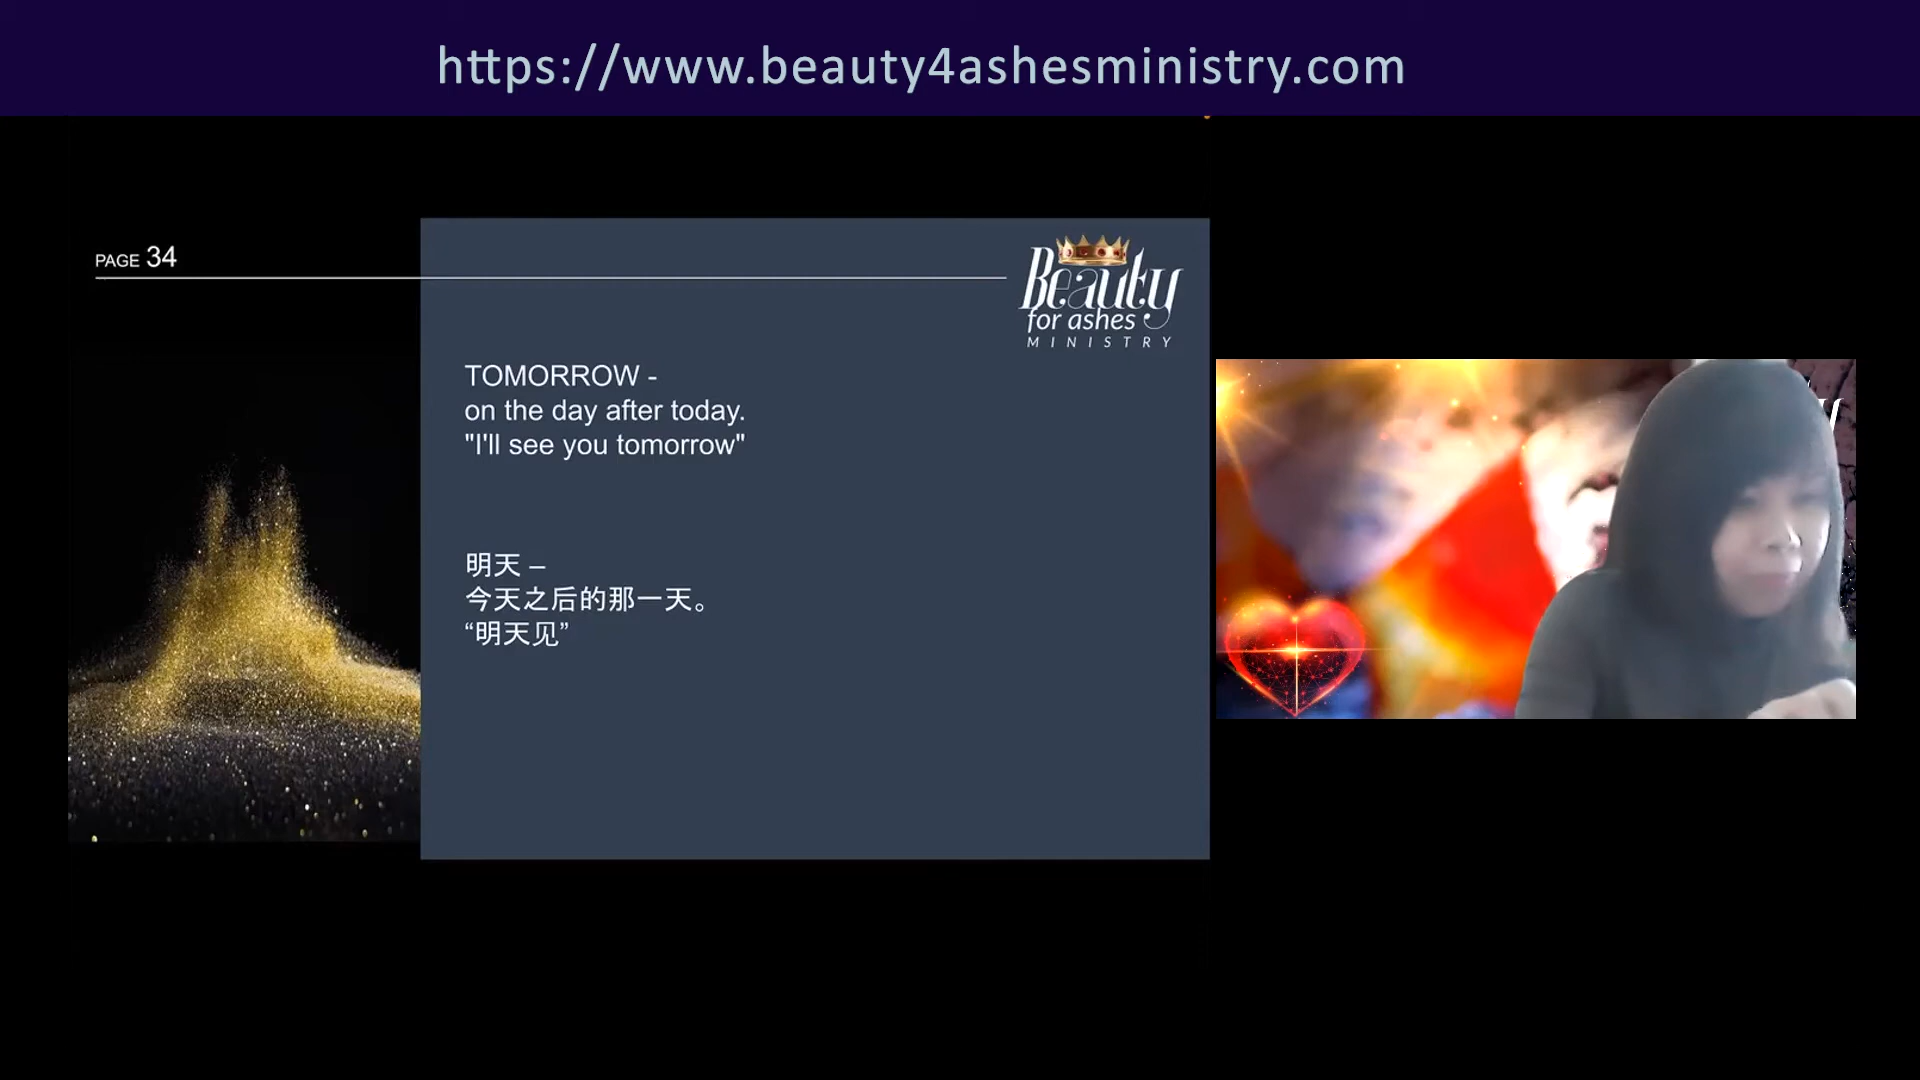 https://www.beauty4ashesministry.com
PAGE 34
Beauty
for ashes
MINISTRY
TOMORROW -
on the day after today.
"I'll see you tomorrow"
明天 –
今天之后的那一天。
“明天见”